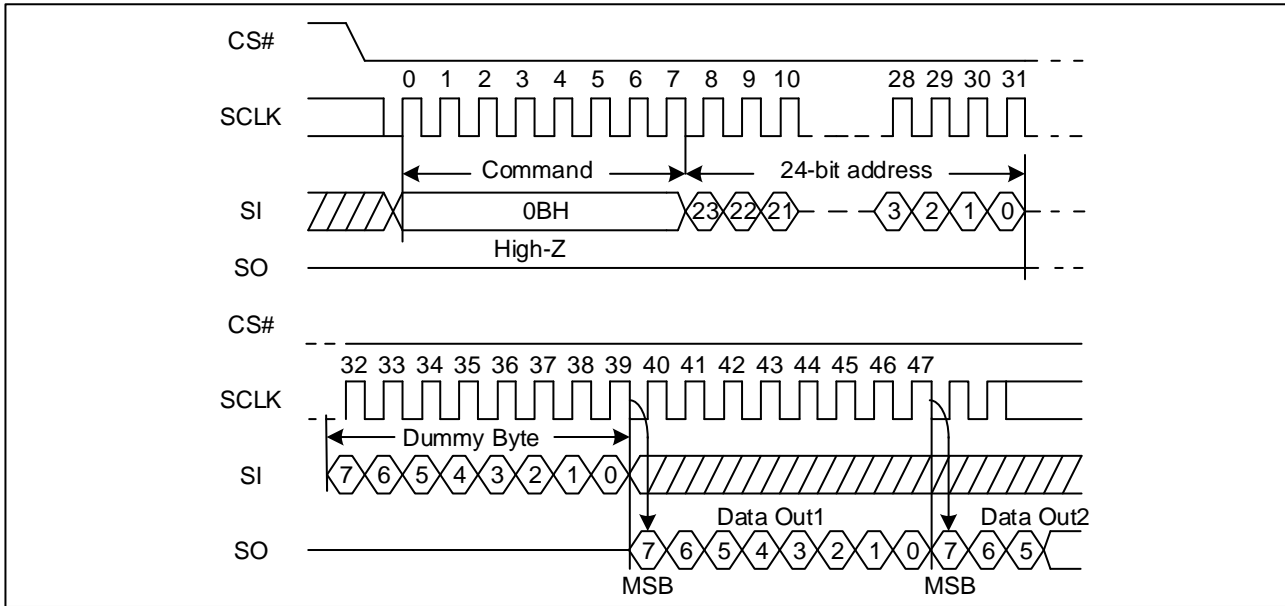 CS#
0 1 2 3 4 5 6 7 8 9 10 28 29 30 31
SCLK
Command 24-bit address
SI 0BH 23 22 21 3 2 1 0
High-Z
SO
CS#
32 33 34 35 36 37 38 39 40 41 42 43 44 45 46 47
SCLK
Dummy Byte
SI 7 6 5 4 3 2 1 0
Data Out1 Data Out2
SO 7 6 5 4 3 2 1 0 7 6 5
MSB MSB